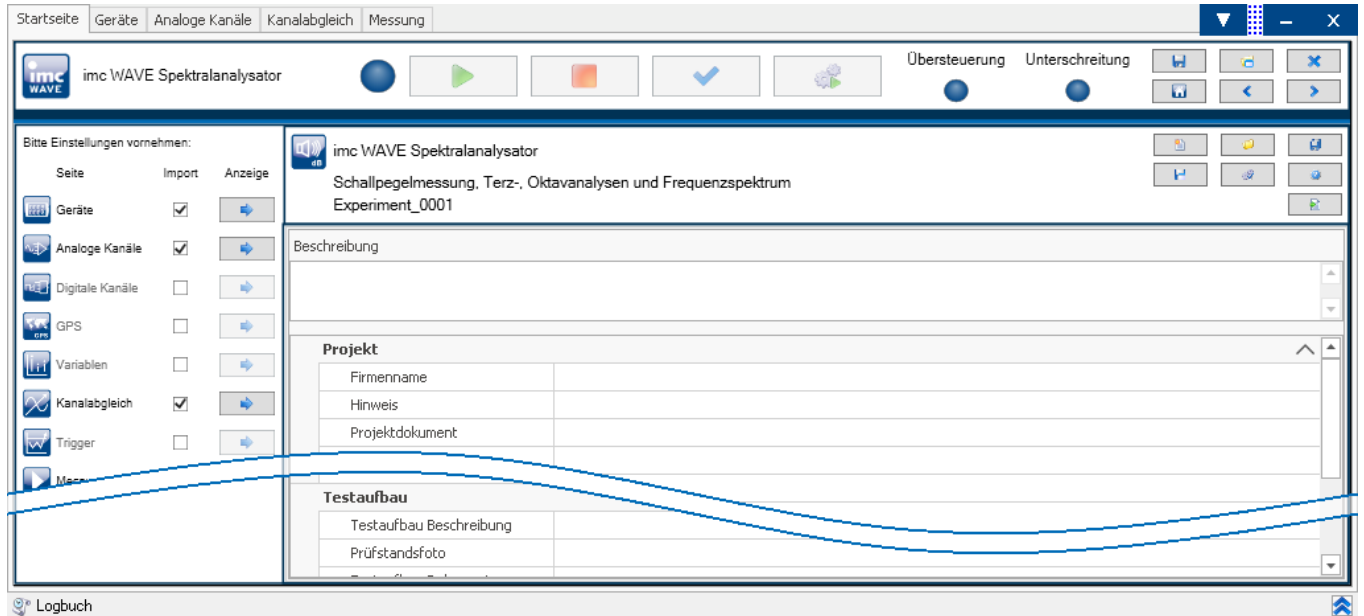 Startseite Geräte Analoge Kanäle Kanalabgleich Messung
imc WAVE
imc WAVE Spektralanalysator
Übersteuerung Unterschreitung
Bitte Einstellungen vornehmen:
Seite Import Anzeige
Geräte
Analoge Kanäle
Digitale Kanäle
GPS GPS
Variablen
Kanalabgleich
Trigger
dB
imc WAVE Spektralanalysator
Schallpegelmessung, Terz-, Oktavanalysen und Frequenzspektrum
Experiment_0001
Beschreibung
Projekt
Firmenname
Hinweis
Projektdokument
Testaufbau
Testaufbau Beschreibung
Prüfstandsfoto
Logbuch